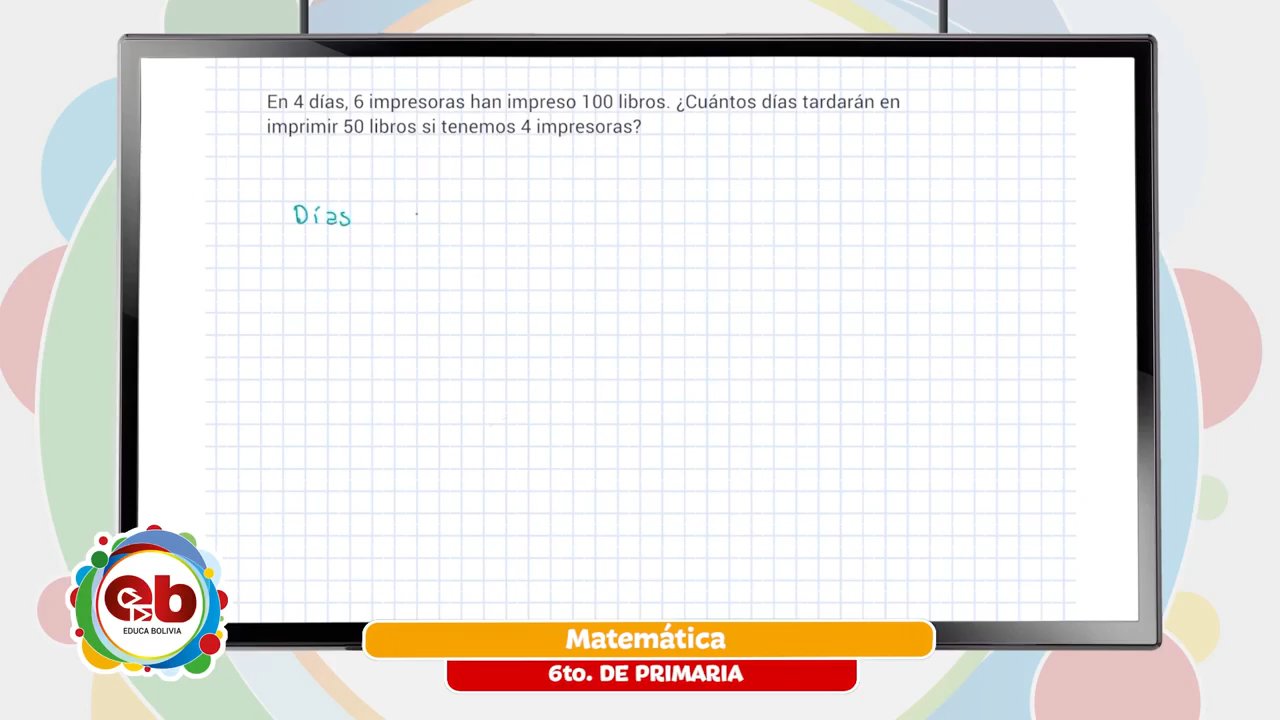 En 4 días, 6 impresoras han impreso 100 libros. ¿Cuántos días tardarán en
imprimir 50 libros si tenemos 4 impresoras?
Días
eb
EDUCA BOLIVIA
Matemática
6to. DE PRIMARIA